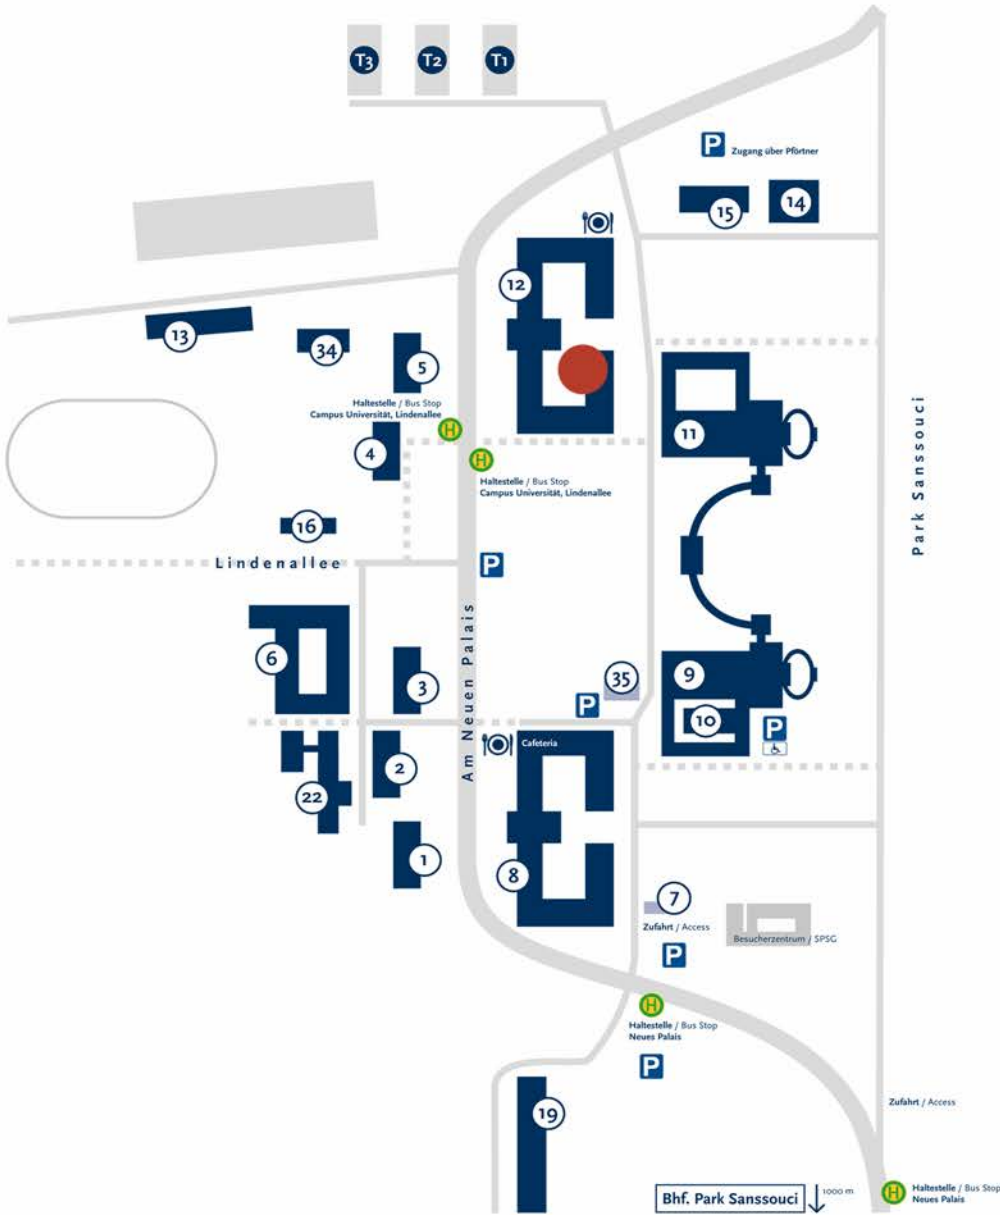 T3
T2
T1
P
Zugang über Pförtner
15
14
12
13
34
5
Haltestelle / Bus Stop
Campus Universität, Lindenallee
H
4
H
Haltestelle / Bus Stop
Campus Universität, Lindenallee
11
Park Sanssouci
16
Lindenallee
P
Am Neuen Palais
6
3
35
9
P
10
P
Cafeteria
2
22
1
8
7
Zufahrt / Access
Besucherzentrum / SPSG
P
H
Haltestelle / Bus Stop
Neues Palais
P
19
Zufahrt / Access
Bhf. Park Sanssouci
1000 m
H
Haltestelle / Bus Stop
Neues Palais